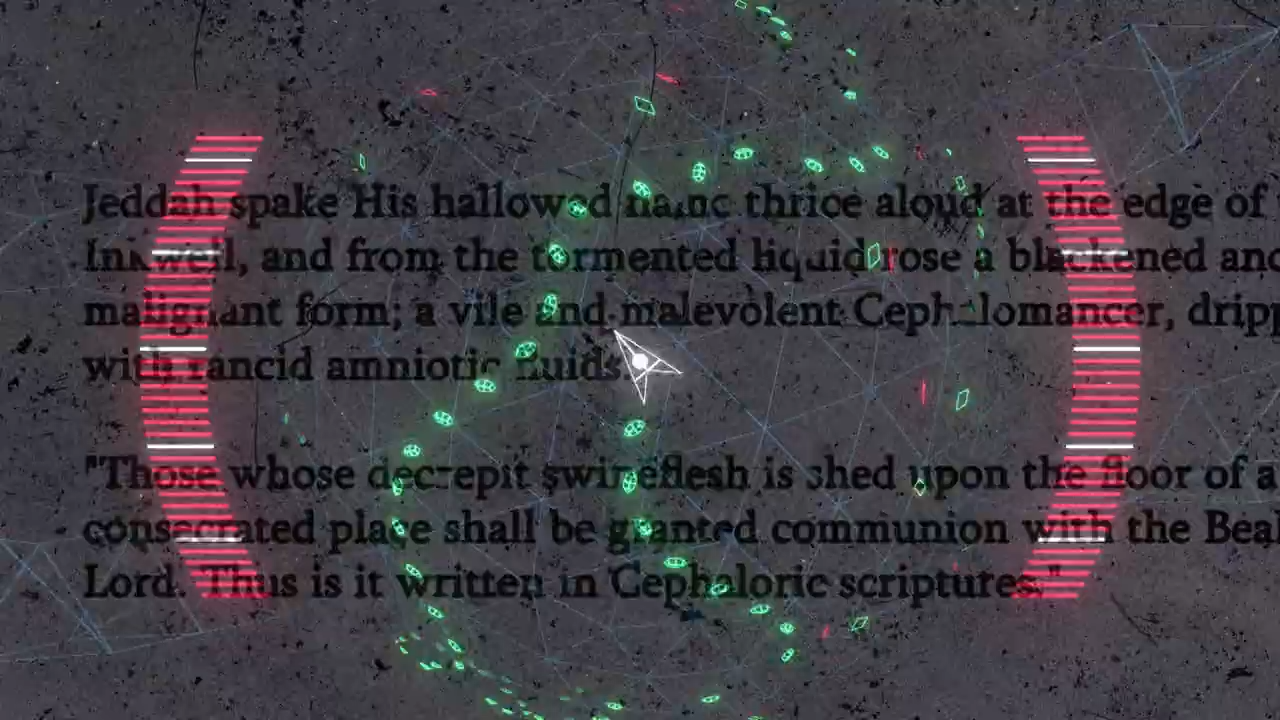 Jeddah spake His hallowed name thrice aloud at the edge of
Inkwell, and from the tormented liquid rose a blackened and
malignant form; a vile and malevolent Cephalomancer, dripp
with rancid amniotic fluids.
"Those whose decrepit swineflesh is shed upon the floor of a
consecrated place shall be granted communion with the Bea
Lord. Thus is it written in Cephaloric scriptures."